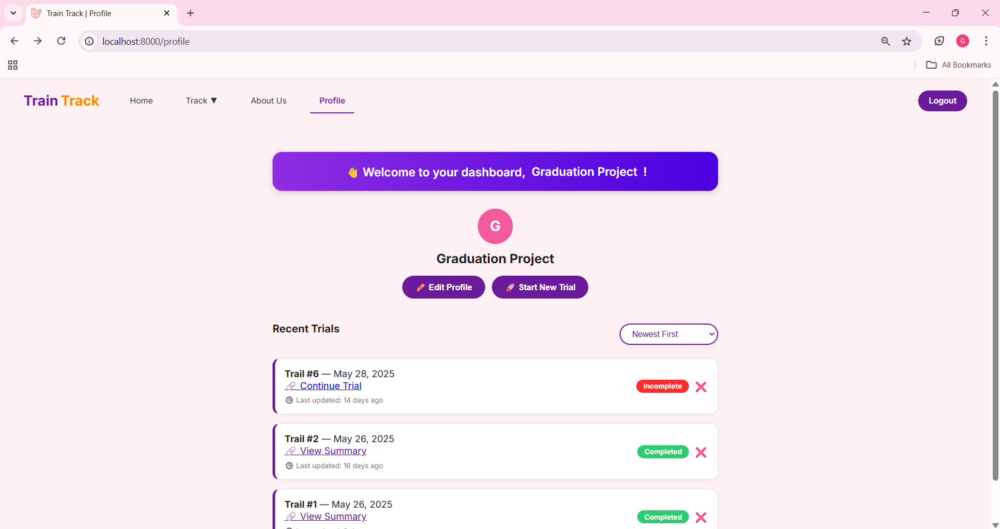 Train Track | Profile
localhost:8000/profile
G
All Bookmarks
Train Track
Home
Track ▼
About Us
Profile
Logout
👋 Welcome to your dashboard, Graduation Project !
G
Graduation Project
✏️ Edit Profile
🚀 Start New Trial
Recent Trials
Newest First
Trail #6 — May 28, 2025
🔗 Continue Trial
🕒 Last updated: 14 days ago
Incomplete ❌
Trail #2 — May 26, 2025
🔗 View Summary
🕒 Last updated: 16 days ago
Completed ❌
Trail #1 — May 26, 2025
🔗 View Summary
Completed ❌